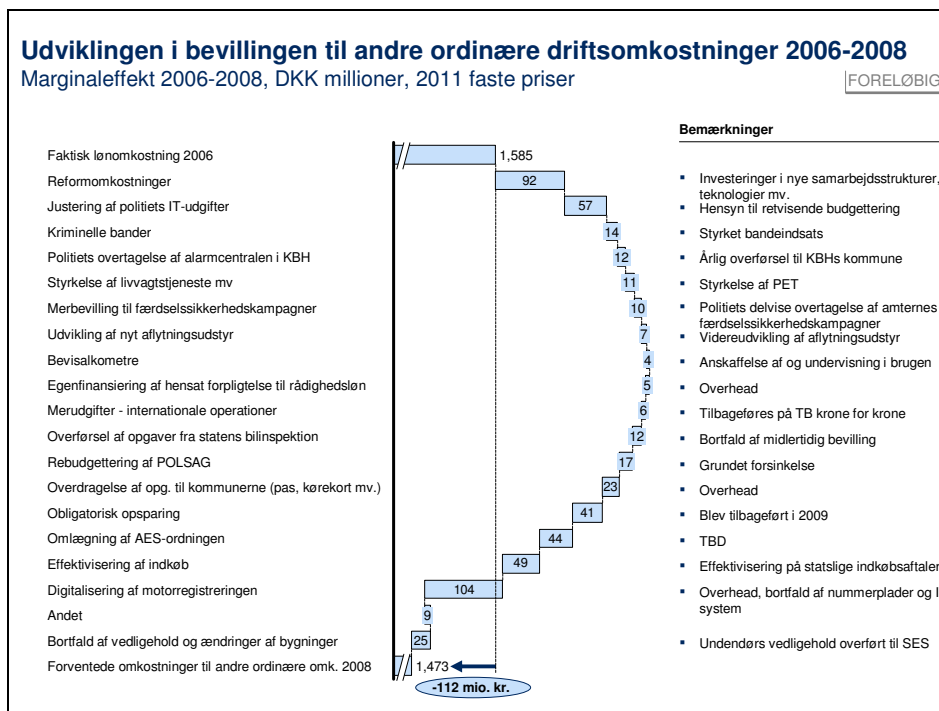 Udviklingen i bevillingen til andre ordinære driftsomkostninger 2006-2008
Marginaleffekt 2006-2008, DKK millioner, 2011 faste priser
FORELØBIG
Bemærkninger
Faktisk lønomkostning 2006 1,585
Reformomkostninger 92
Investeringer i nye samarbejdsstrukturer,
teknologier mv.
Justering af politiets IT-udgifter 57
Hensyn til retvisende budgettering
Kriminelle bander 14
Styrket bandeindsats
Politiets overtagelse af alarmcentralen i KBH 12
Årlig overførsel til KBHs kommune
Styrkelse af livvagtstjeneste mv 11
Styrkelse af PET
Merbevilling til færdselssikkerhedskampagner 10
Politiets delvise overtagelse af amternes
færdselssikkerhedskampagner
Udvikling af nyt aflytningsudstyr 7
Videreudvikling af aflytningsudstyr
Bevisalkometre 4
Anskaffelse af og undervisning i brugen
Egenfinansiering af hensat forpligtelse til rådighedsløn 5
Overhead
Merudgifter - internationale operationer 6
Tilbageføres på TB krone for krone
Overførsel af opgaver fra statens bilinspektion 12
Bortfald af midlertidig bevilling
Rebudgettering af POLSAG 17
Grundet forsinkelse
Overdragelse af opg. til kommunerne (pas, kørekort mv.) 23
Overhead
Obligatorisk opsparing 41
Blev tilbageført i 2009
Omlægning af AES-ordningen 44
TBD
Effektivisering af indkøb 49
Effektivisering på statslige indkøbsaftaler
Digitalisering af motorregistreringen 104
Overhead, bortfald af nummerplader og
system
Andet 9
Bortfald af vedligehold og ændringer af bygninger 25
Undendørs vedligehold overført til SES
Forventede omkostninger til andre ordinære omk. 2008 1,473
-112 mio. kr.